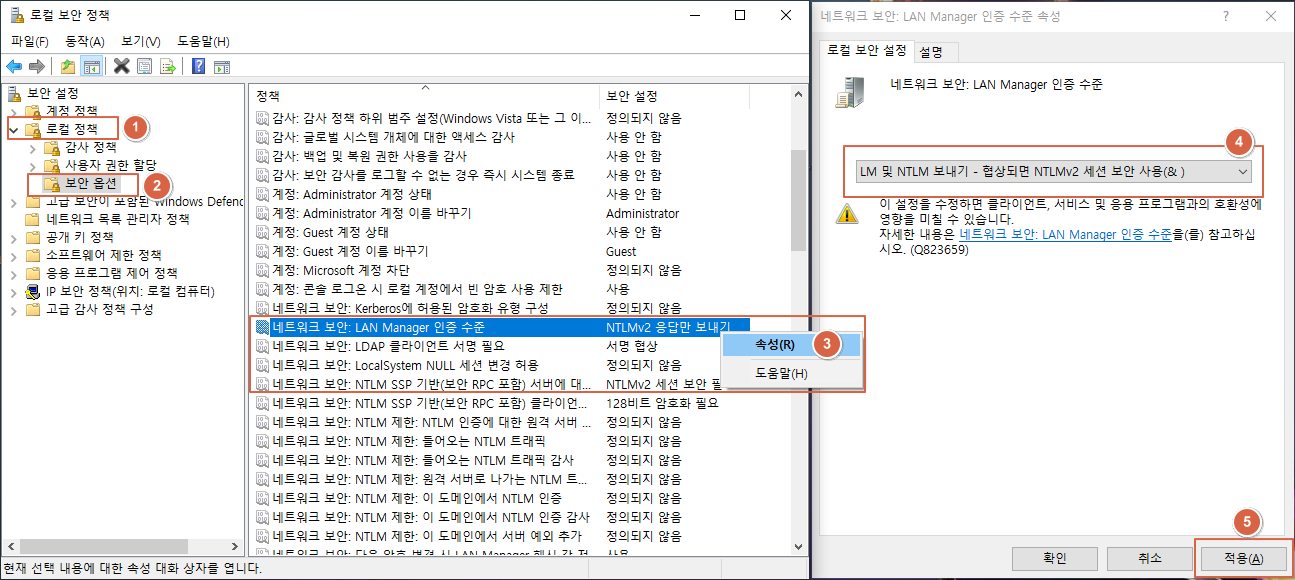 로컬 보안 정책
파일(F) 동작(A) 보기(V) 도움말(H)
보안 설정
계정 정책
로컬 정책
1
감사 정책
사용자 권한 할당
보안 옵션
2
고급 보안이 포함된 Windows Defend
네트워크 목록 관리자 정책
공개 키 정책
소프트웨어 제한 정책
응용 프로그램 제어 정책
IP 보안 정책(위치: 로컬 컴퓨터)
고급 감사 정책 구성
정책 보안 설정
감사: 감사 정책 하위 범주 설정(Windows Vista 또는 그 이... 정의되지 않음
감사: 글로벌 시스템 개체에 대한 액세스 감사 사용 안 함
감사: 백업 및 복원 권한 사용을 감사 사용 안 함
감사: 보안 감사를 로그할 수 없는 경우 즉시 시스템 종료 사용 안 함
계정: Administrator 계정 상태 사용 안 함
계정: Administrator 계정 이름 바꾸기 Administrator
계정: Guest 계정 상태 사용 안 함
계정: Guest 계정 이름 바꾸기 Guest
계정: Microsoft 계정 차단 정의되지 않음
계정: 콘솔 로그온 시 로컬 계정에서 빈 암호 사용 제한 사용
네트워크 보안: Kerberos에 허용된 암호화 유형 구성 정의되지 않음
네트워크 보안: LAN Manager 인증 수준 NTLMv2 응답만 보내기
네트워크 보안: LDAP 클라이언트 서명 필요 서명 협상
네트워크 보안: LocalSystem NULL 세션 변경 허용 정의되지 않음
네트워크 보안: NTLM SSP 기반(보안 RPC 포함) 서버에 대... NTLMv2 세션 보안 필
네트워크 보안: NTLM SSP 기반(보안 RPC 포함) 클라이언... 128비트 암호화 필요
네트워크 보안: NTLM 제한: NTLM 인증에 대한 원격 서버 ... 정의되지 않음
네트워크 보안: NTLM 제한: 들어오는 NTLM 트래픽 정의되지 않음
네트워크 보안: NTLM 제한: 들어오는 NTLM 트래픽 감사 정의되지 않음
네트워크 보안: NTLM 제한: 원격 서버로 나가는 NTLM 트... 정의되지 않음
네트워크 보안: NTLM 제한: 이 도메인에서 NTLM 인증 정의되지 않음
네트워크 보안: NTLM 제한: 이 도메인에서 NTLM 인증 감사 정의되지 않음
네트워크 보안: NTLM 제한: 이 도메인에서 서버 예외 추가 정의되지 않음
네트워크 보안: 다음 암호 변경 시 LAN Manager 해시 값 저 사용
속성(R)
3
도움말(H)
현재 선택 내용에 대한 속성 대화 상자를 엽니다.
네트워크 보안: LAN Manager 인증 수준 속성
로컬 보안 설정 설명
네트워크 보안: LAN Manager 인증 수준
4
LM 및 NTLM 보내기 - 협상되면 NTLMv2 세션 보안 사용(& )
이 설정을 수정하면 클라이언트, 서비스 및 응용 프로그램과의 호환성에
영향을 미칠 수 있습니다.
자세한 내용은 네트워크 보안: LAN Manager 인증 수준을(를) 참고하십
시오. (Q823659)
5
확인 취소 적용(A)